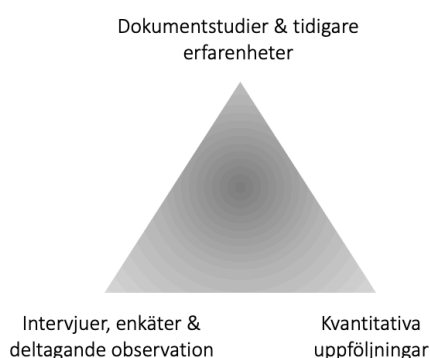 Dokumentstudier & tidigare
erfarenheter
Intervjuer, enkäter &
deltagande observation
Kvantitativa
uppföljningar